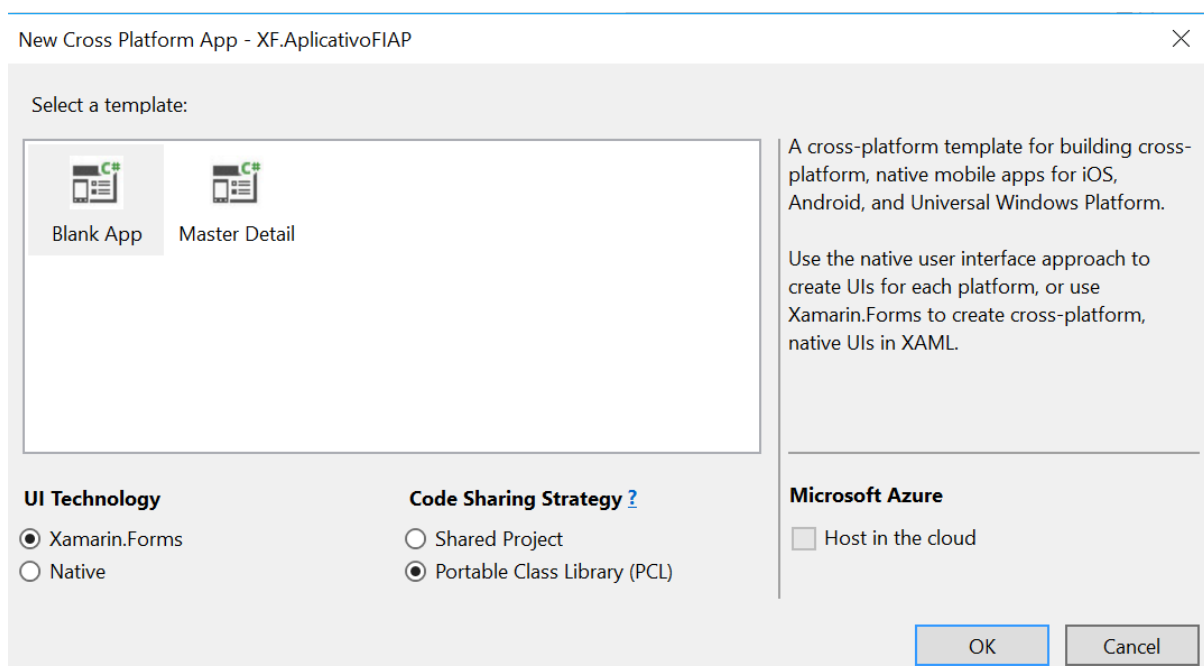 New Cross Platform App - XF.AplicativoFIAP
Select a template:
C#
Blank App
C#
Master Detail
A cross-platform template for building cross-
platform, native mobile apps for iOS,
Android, and Universal Windows Platform.
Use the native user interface approach to
create UIs for each platform, or use
Xamarin.Forms to create cross-platform,
native UIs in XAML.
UI Technology
Xamarin.Forms
Native
Code Sharing Strategy ?
Shared Project
Portable Class Library (PCL)
Microsoft Azure
Host in the cloud
OK
Cancel